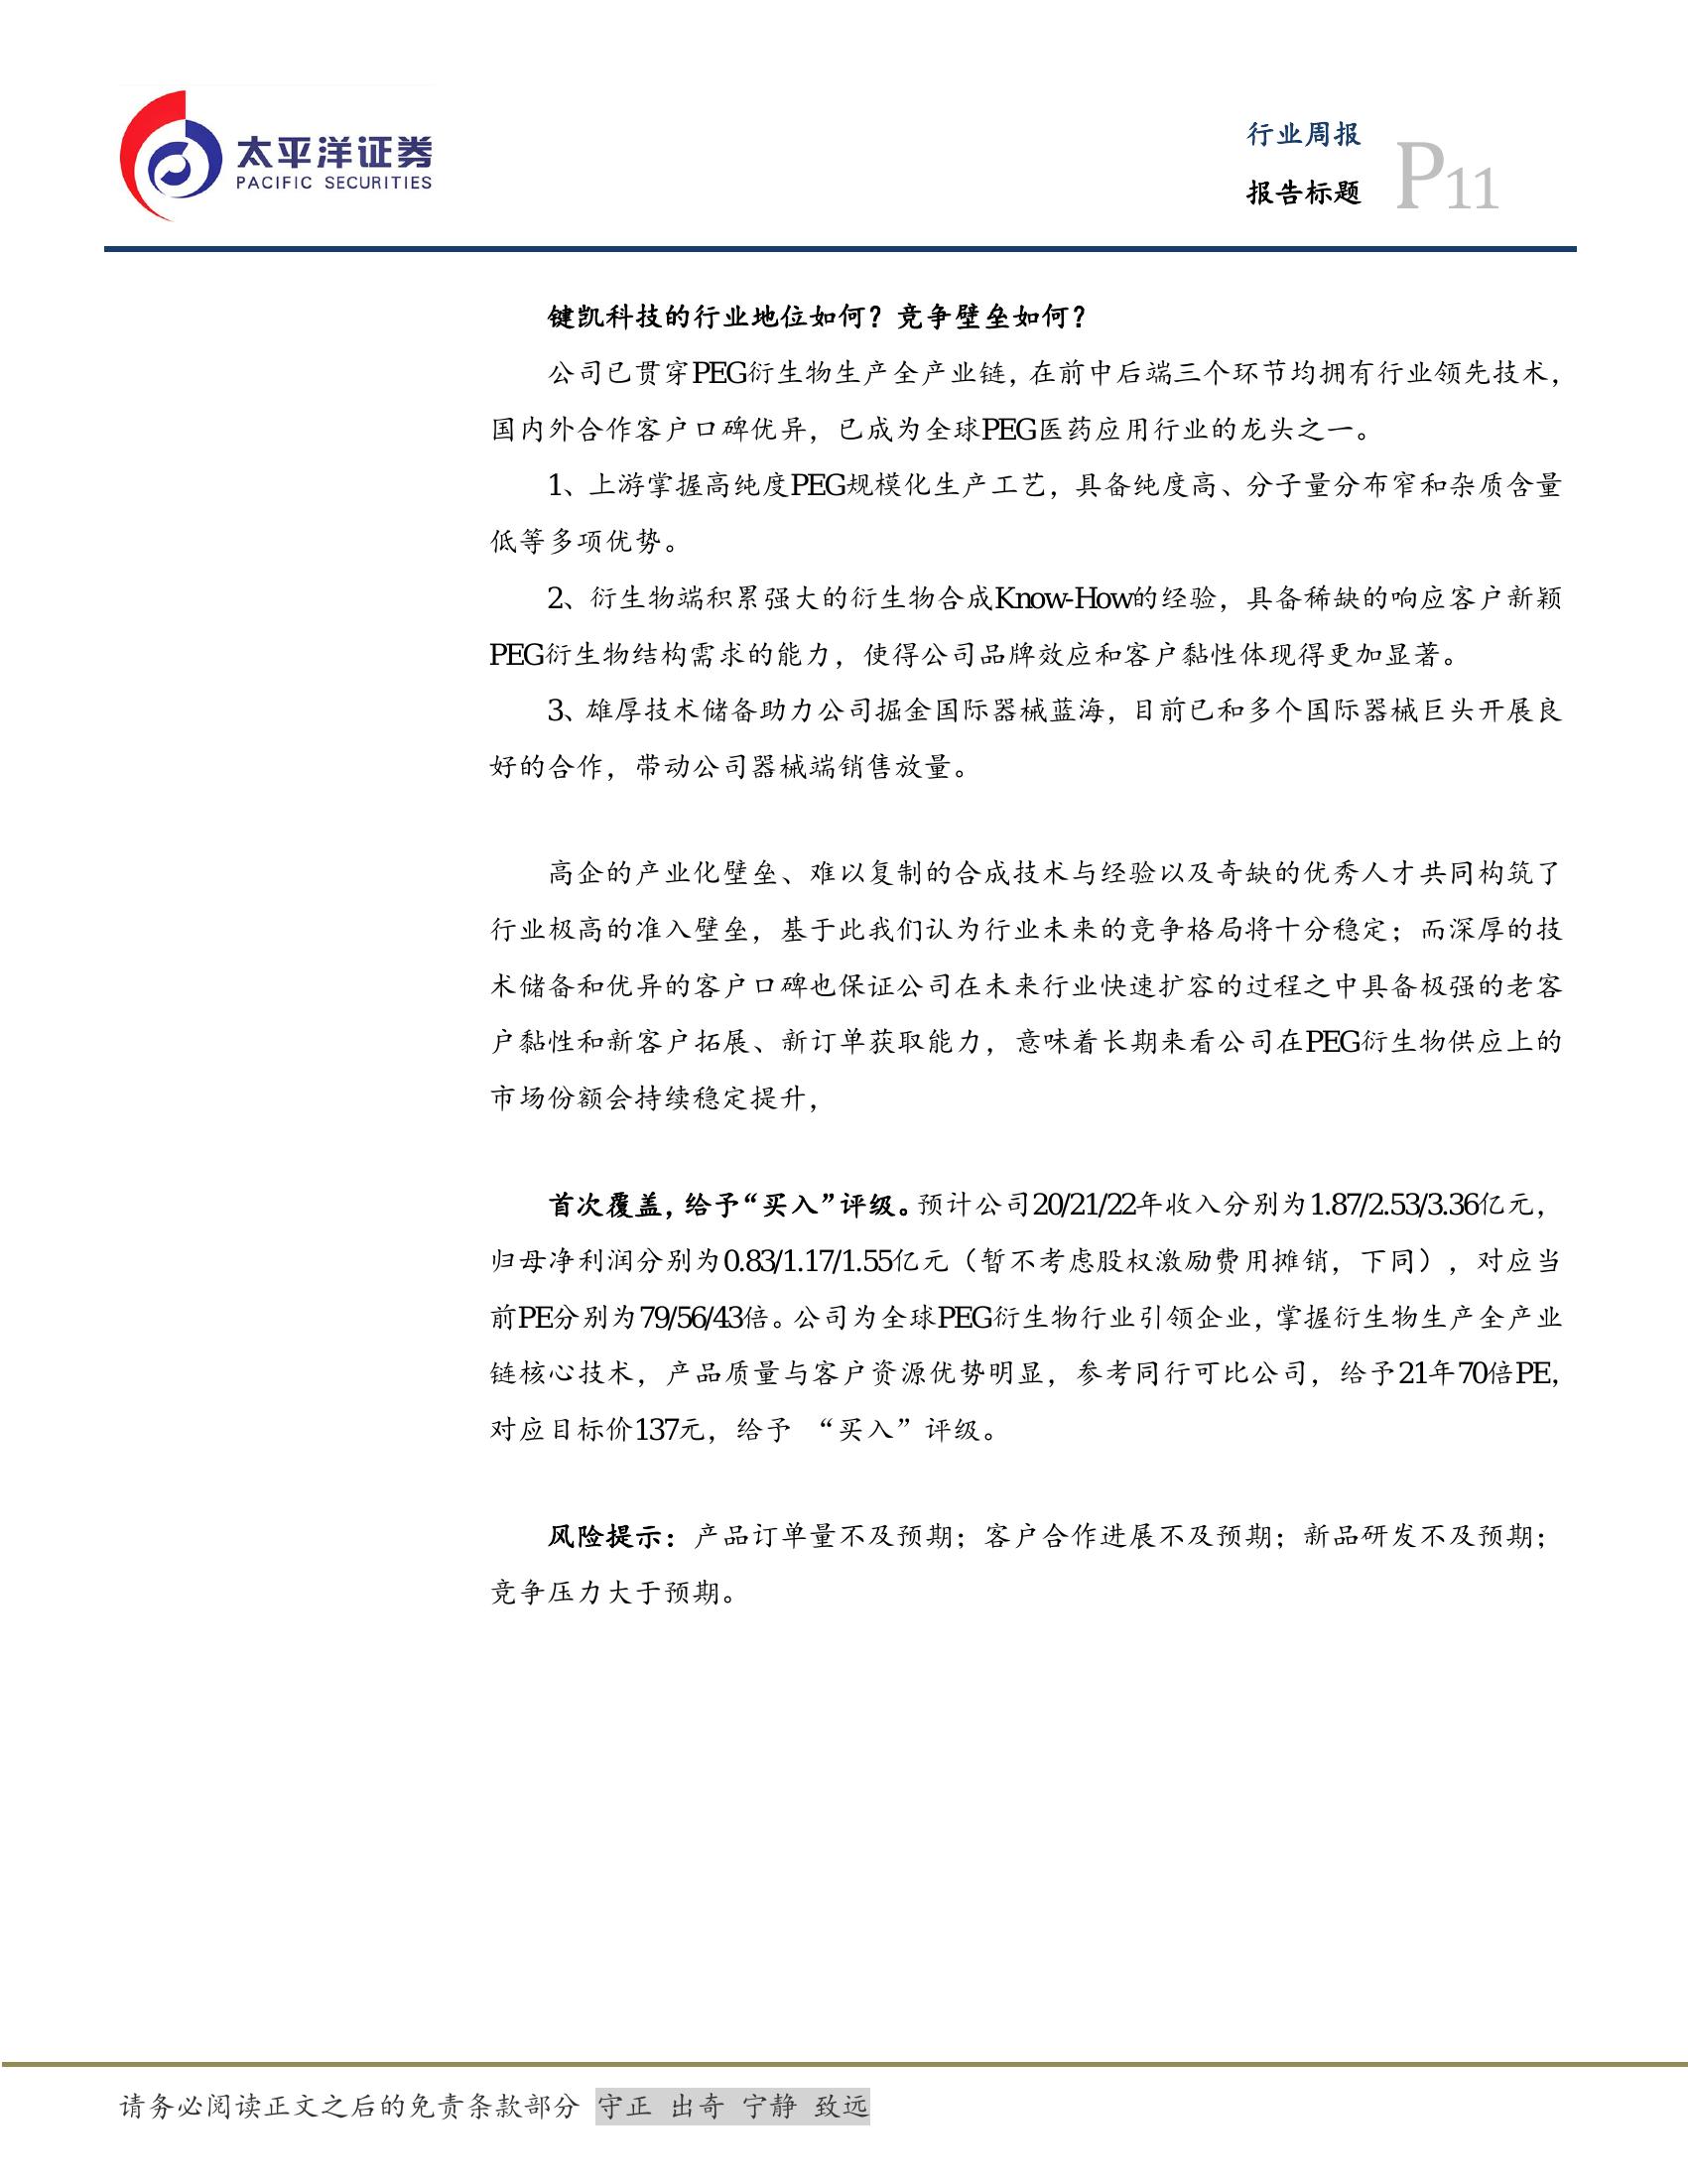 太平洋证券
PACIFIC SECURITIES
行业周报
报告标题
P11
键凯科技的行业地位如何？竞争壁垒如何？
公司已贯穿PEG衍生物生产全产业链，在前中后端三个环节均拥有行业领先技术，
国内外合作客户口碑优异，已成为全球PEG医药应用行业的龙头之一。
1、上游掌握高纯度PEG规模化生产工艺，具备纯度高、分子量分布窄和杂质含量
低等多项优势。
2、衍生物端积累强大的衍生物合成Know-How的经验，具备稀缺的响应客户新颖
PEG衍生物结构需求的能力，使得公司品牌效应和客户黏性体现得更加显著。
3、雄厚技术储备助力公司掘金国际器械蓝海，目前已和多个国际器械巨头开展良
好的合作，带动公司器械端销售放量。
高企的产业化壁垒、难以复制的合成技术与经验以及奇缺的优秀人才共同构筑了
行业极高的准入壁垒，基于此我们认为行业未来的竞争格局将十分稳定；而深厚的技
术储备和优异的客户口碑也保证公司在未来行业快速扩容的过程之中具备极强的老客
户黏性和新客户拓展、新订单获取能力，意味着长期来看公司在PEG衍生物供应上的
市场份额会持续稳定提升，
首次覆盖，给予“买入”评级。预计公司20/21/22年收入分别为1.87/2.53/3.36亿元，
归母净利润分别为0.83/1.17/1.55亿元（暂不考虑股权激励费用摊销，下同），对应当
前PE分别为79/56/43倍。公司为全球PEG衍生物行业引领企业，掌握衍生物生产全产业
链核心技术，产品质量与客户资源优势明显，参考同行可比公司，给予21年70倍PE，
对应目标价137元，给予 “买入”评级。
风险提示：产品订单量不及预期；客户合作进展不及预期；新品研发不及预期；
竞争压力大于预期。
请务必阅读正文之后的免责条款部分 守正 出奇 宁静 致远